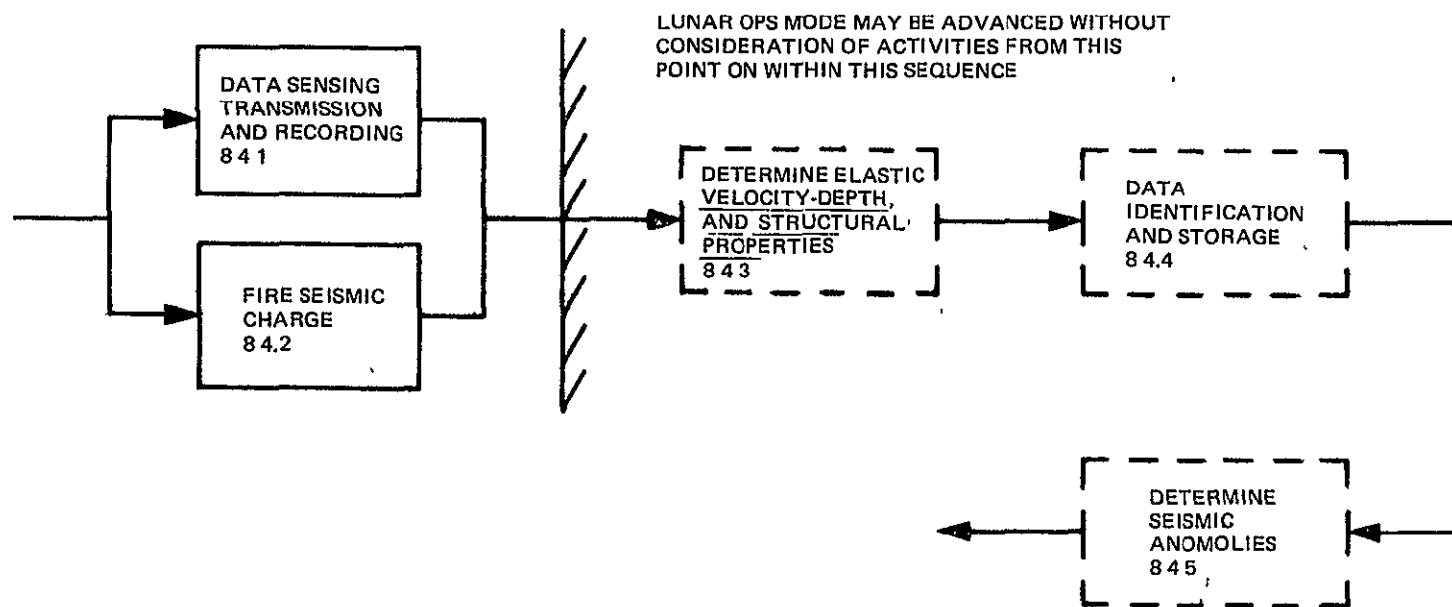 LUNAR OPS MODE MAY BE ADVANCED WITHOUT
CONSIDERATION OF ACTIVITIES FROM THIS
POINT ON WITHIN THIS SEQUENCE
DATA SENSING
TRANSMISSION
AND RECORDING
8 4 1
FIRE SEISMIC
CHARGE
8 4.2
DETERMINE ELASTIC
VELOCITY-DEPTH,
AND STRUCTURAL
PROPERTIES
8 4 3
DATA
IDENTIFICATION
AND STORAGE
8 4.4
DETERMINE
SEISMIC
ANOMOLIES
8 4 5